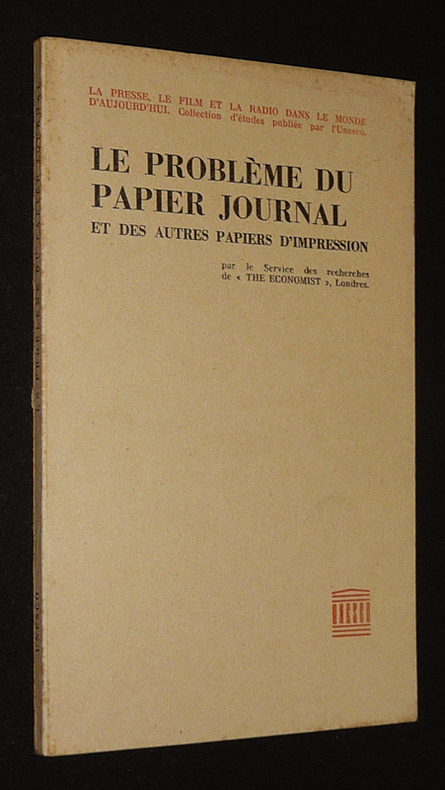 LA PRESSE, LE FILM ET LA RADIO DANS LE MONDE
D'AUJOURD'HUI. Collection d'études publiée par l'Unesco.
LE PROBLÈME DU
PAPIER JOURNAL
ET DES AUTRES PAPIERS D'IMPRESSION
par le Service des recherches
de « THE ECONOMIST », Londres.
UNESCO
UNESCO